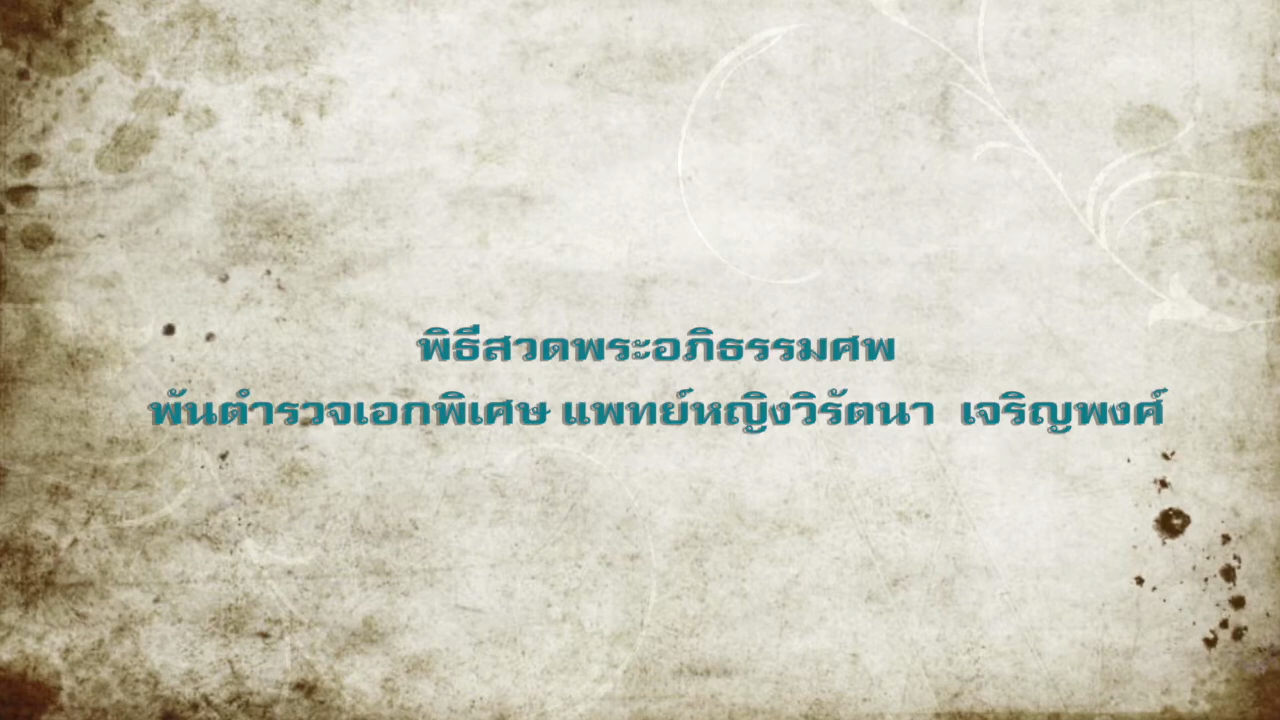 พิธีสวดพระอภิธรรมศพ
พันตำรวจเอกพิเศษ แพทย์หญิงวิรัตนา เจริญพงศ์